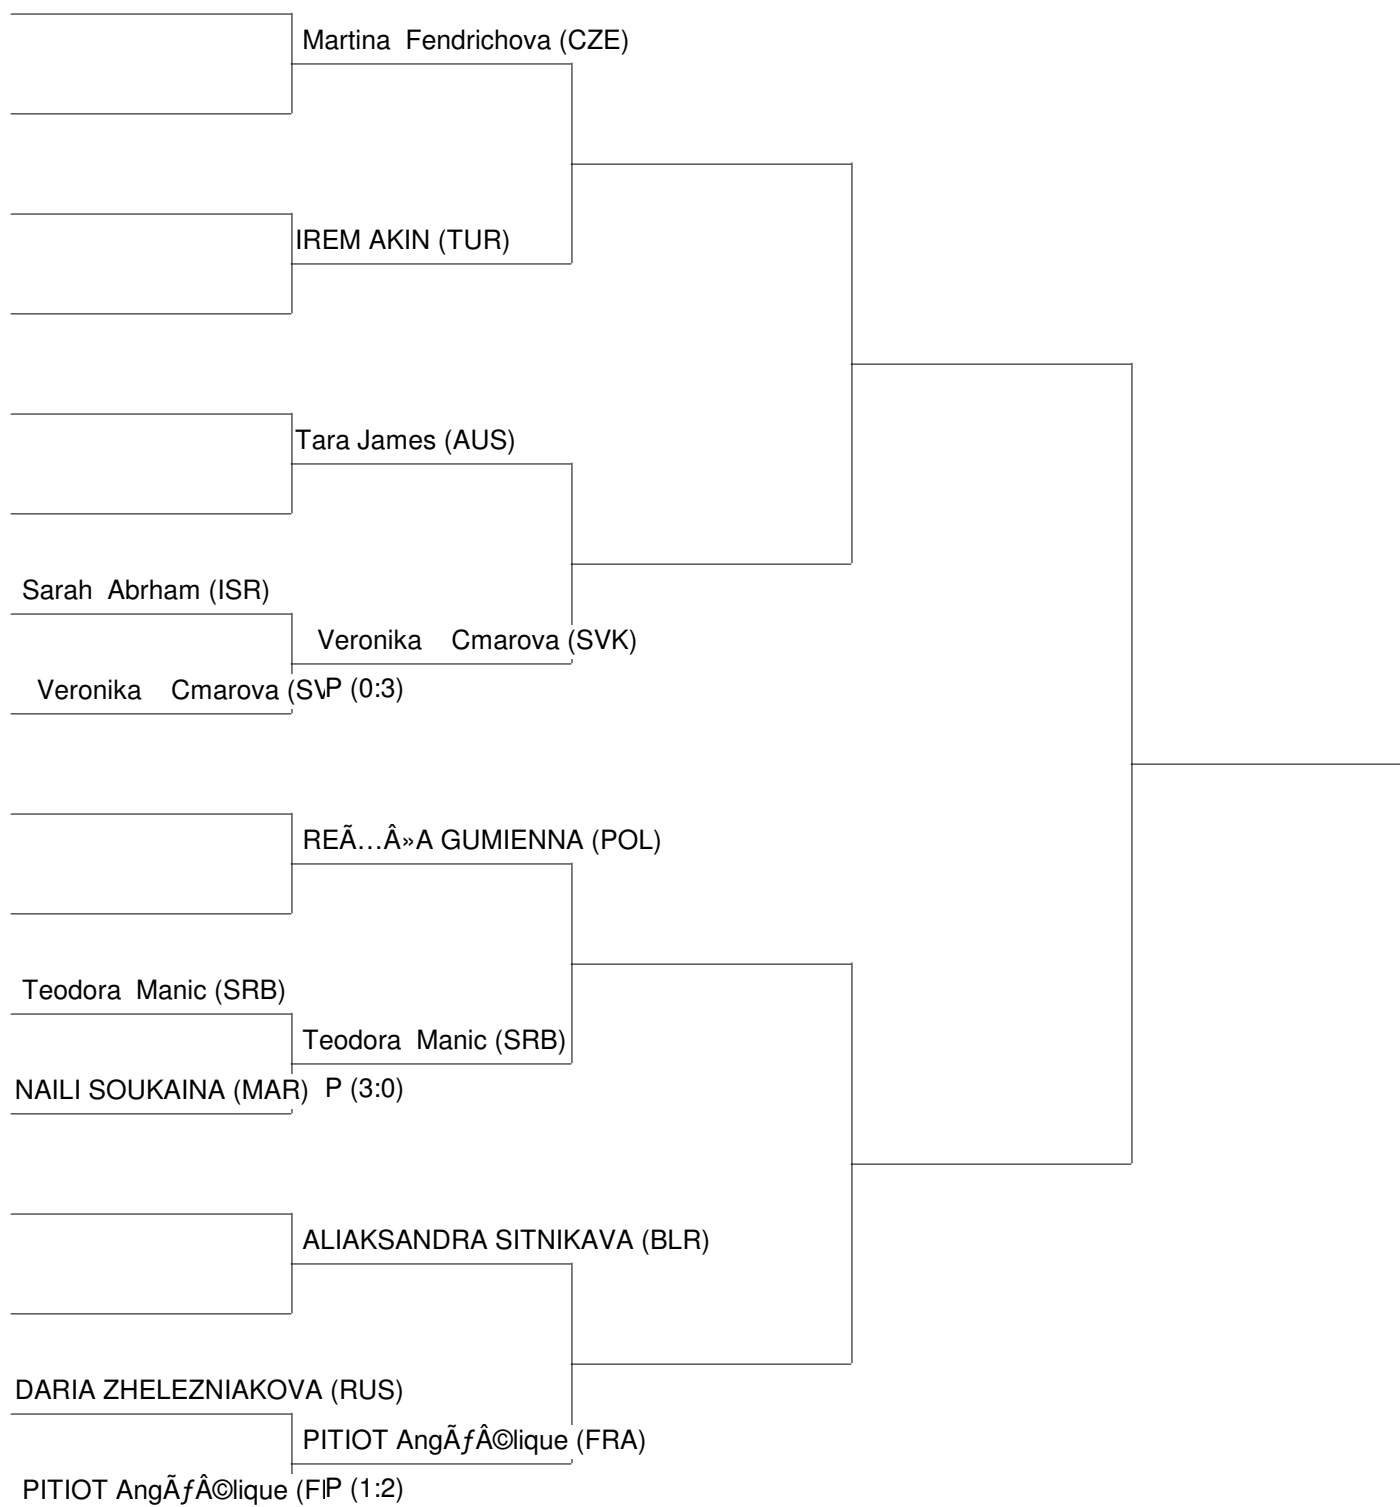 Martina  Fendrichova (CZE)
IREM AKIN (TUR)
Tara James (AUS)
Sarah  Abrham (ISR)
Veronika    Cmarova (SVK)
Veronika    Cmarova (SV
P (0:3)
REÃ…Â»A GUMIENNA (POL)
Teodora  Manic (SRB)
Teodora  Manic (SRB)
NAILI SOUKAINA (MAR)
P (3:0)
ALIAKSANDRA SITNIKAVA (BLR)
DARIA ZHELEZNIAKOVA (RUS)
PITIOT AngÃƒÂ©lique (FRA)
PITIOT AngÃƒÂ©lique (F
P (1:2)